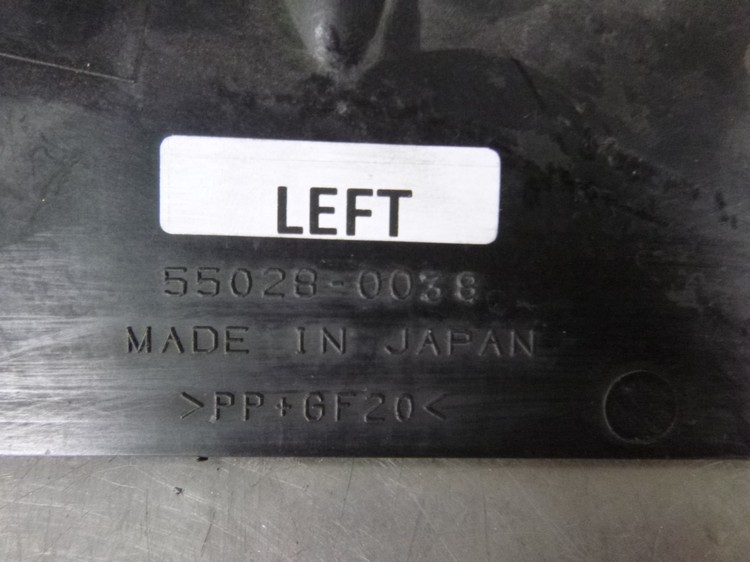 LEFT
55028-0038
MADE IN JAPAN
>PP+GF20<